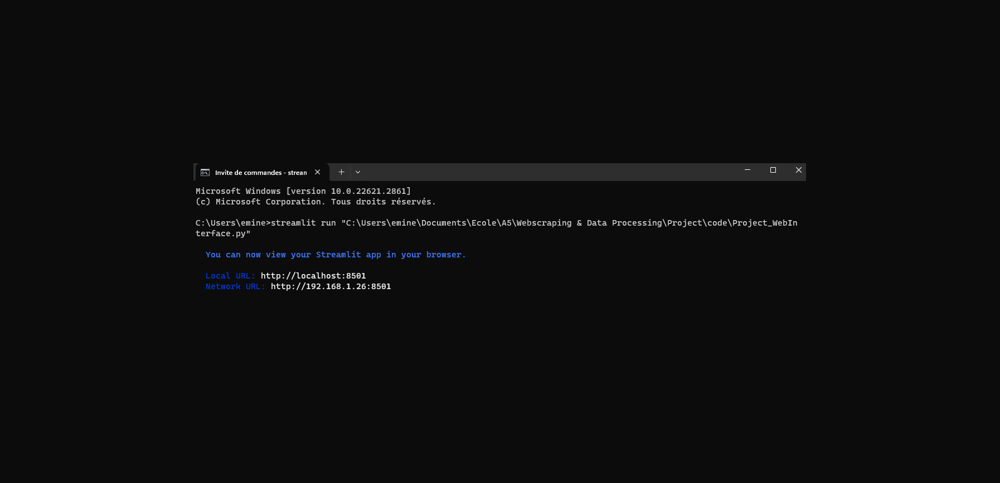 Invite de commandes - strean
Microsoft Windows [version 10.0.22621.2861]
(c) Microsoft Corporation. Tous droits réservés.
C:\Users\emine>streamlit run "C:\Users\emine\Documents\Ecole\A5\Webscraping & Data Processing\Project\code\Project_WebIn
terface.py"
You can now view your Streamlit app in your browser.
Local URL: http://localhost:8501
Network URL: http://192.168.1.26:8501